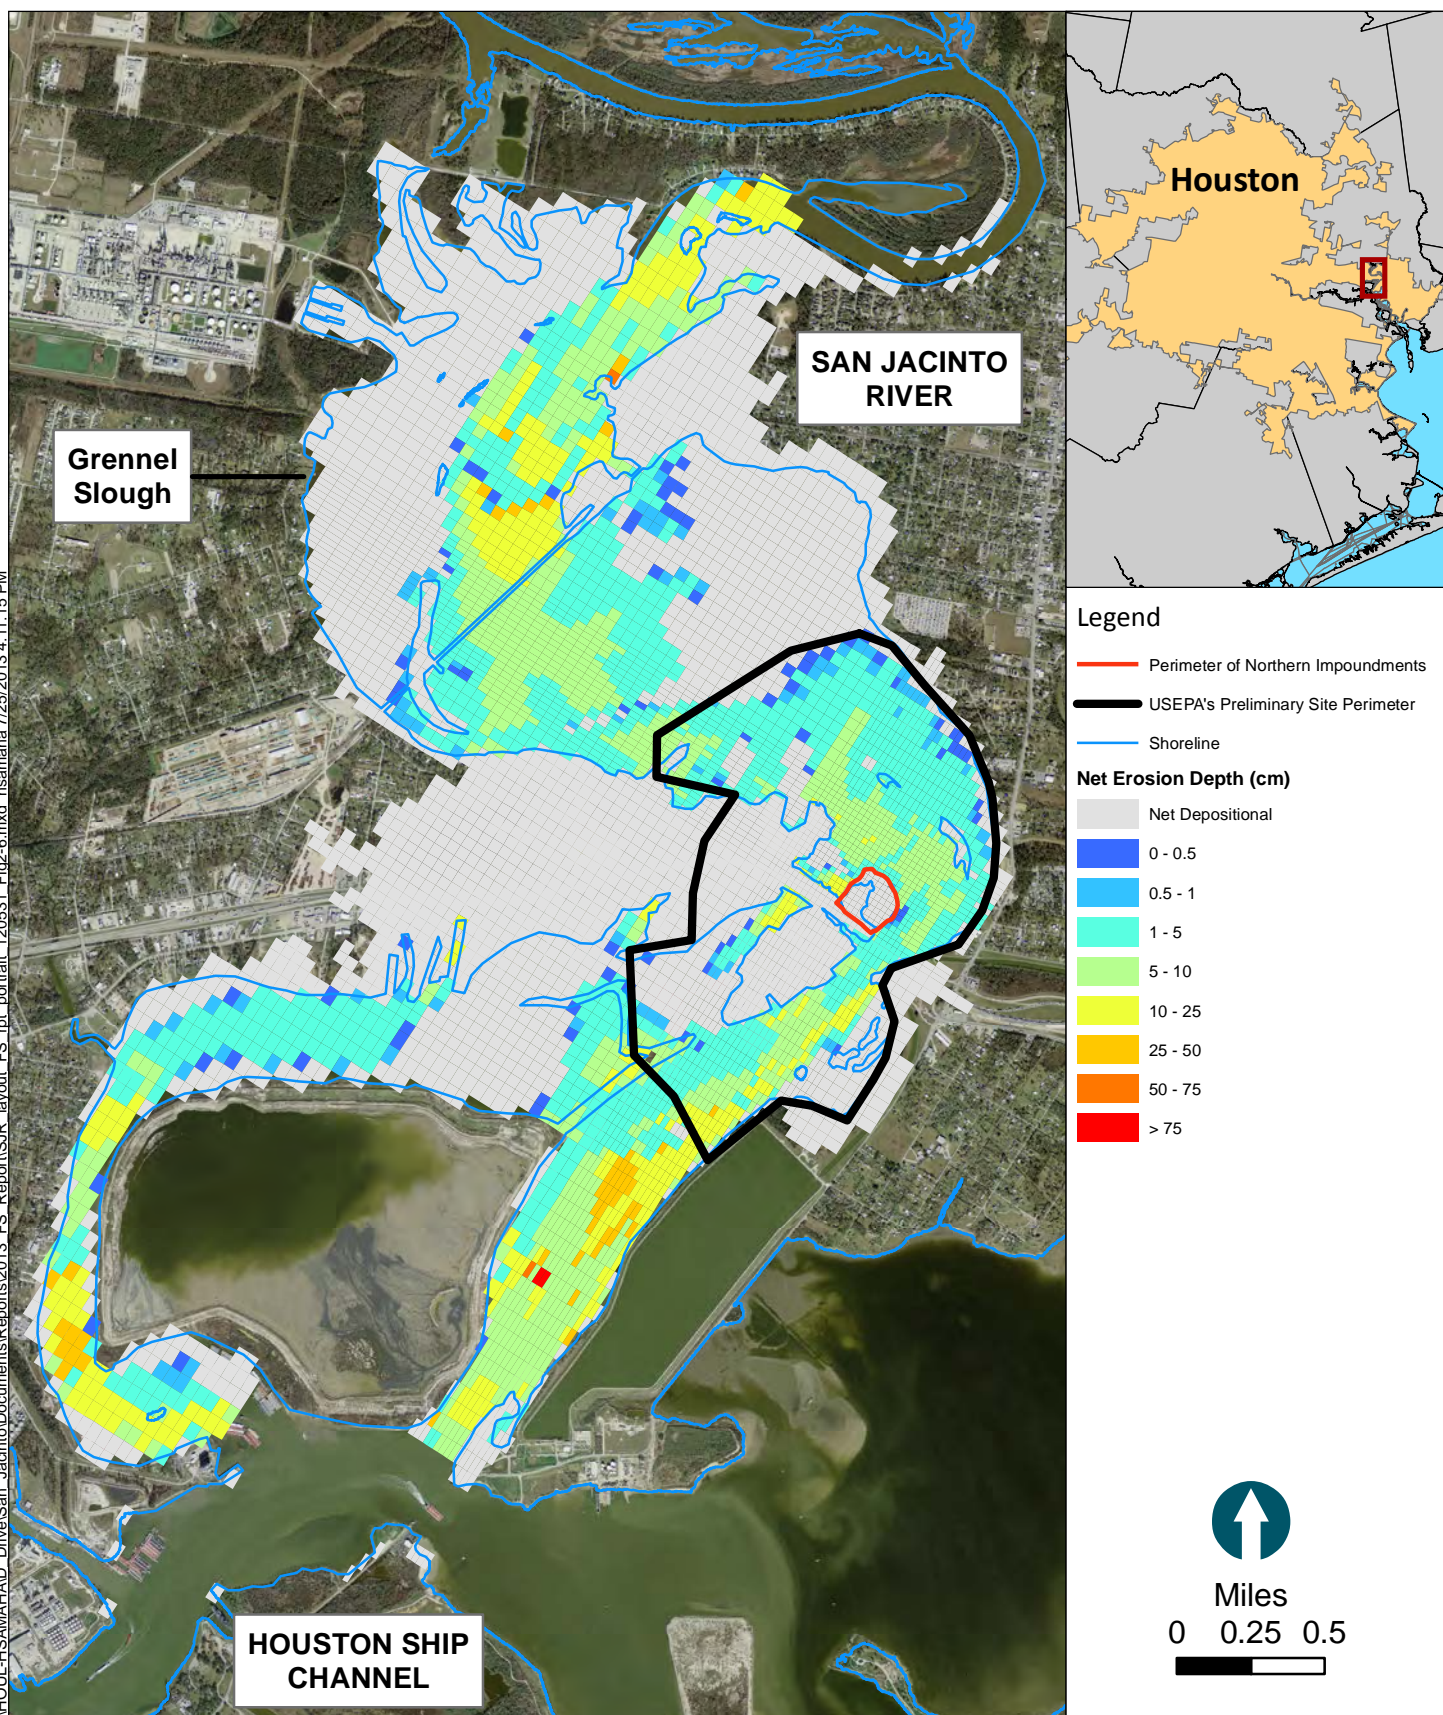 Houston
SAN JACINTO
RIVER
Grennel
Slough
HOUSTON SHIP
CHANNEL
Legend
Perimeter of Northern Impoundments
USEPA's Preliminary Site Perimeter
Shoreline
Net Erosion Depth (cm)
Net Depositional
0 - 0.5
0.5 - 1
1 - 5
5 - 10
10 - 25
25 - 50
50 - 75
> 75
Miles
0 0.25 0.5